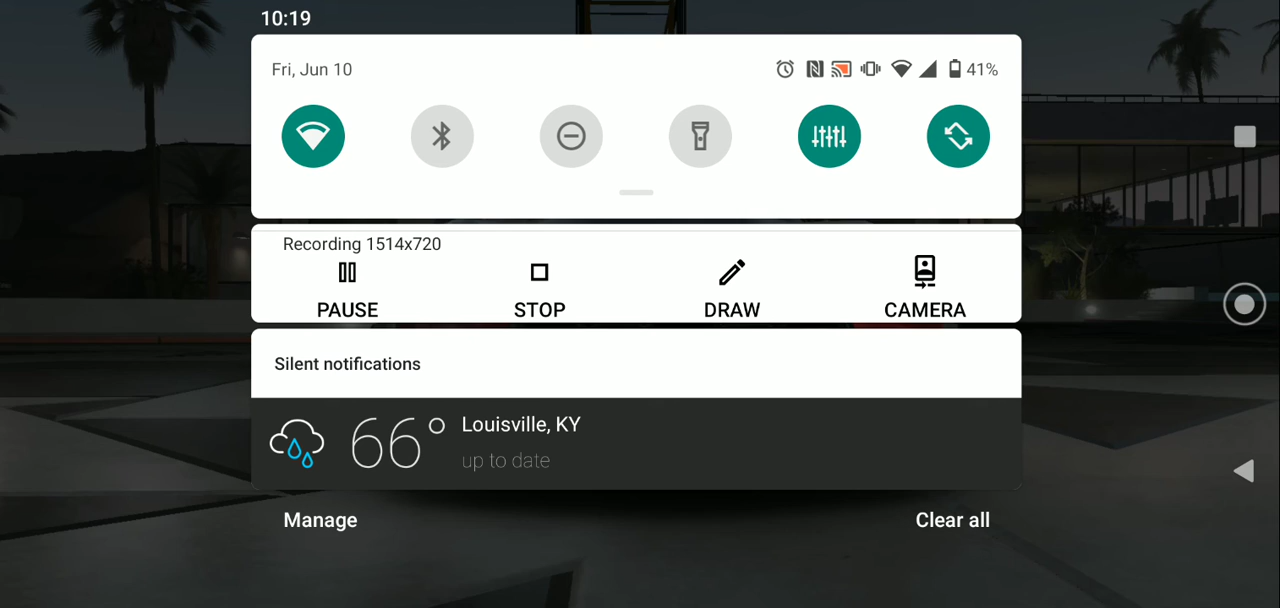 10:19
Fri, Jun 10
41%
Recording 1514x720
PAUSE STOP DRAW CAMERA
Silent notifications
66°
Louisville, KY
up to date
Manage Clear all